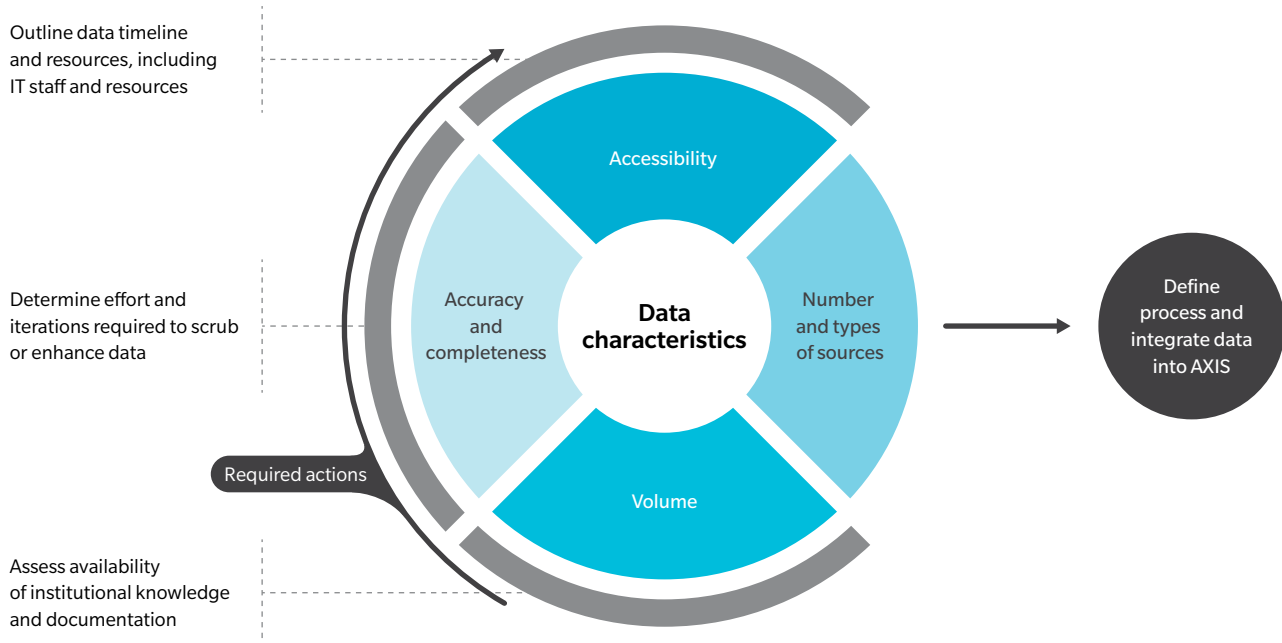 Outline data timeline
and resources, including
IT staff and resources
Determine effort and
iterations required to scrub
or enhance data
Required actions
Assess availability
of institutional knowledge
and documentation
Accessibility
Accuracy
and
completeness
Data
characteristics
Number
and types
of sources
Volume
Define
process and
integrate data
into AXIS